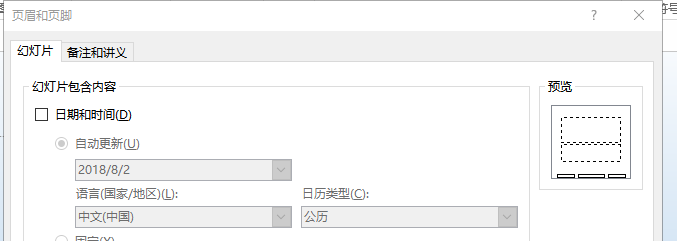 页眉和页脚
?
符号
幻灯片 备注和讲义
幻灯片包含内容
预览
日期和时间(D)
自动更新(U)
2018/8/2
语言(国家/地区)(L): 日历类型(C):
中文(中国) 公历